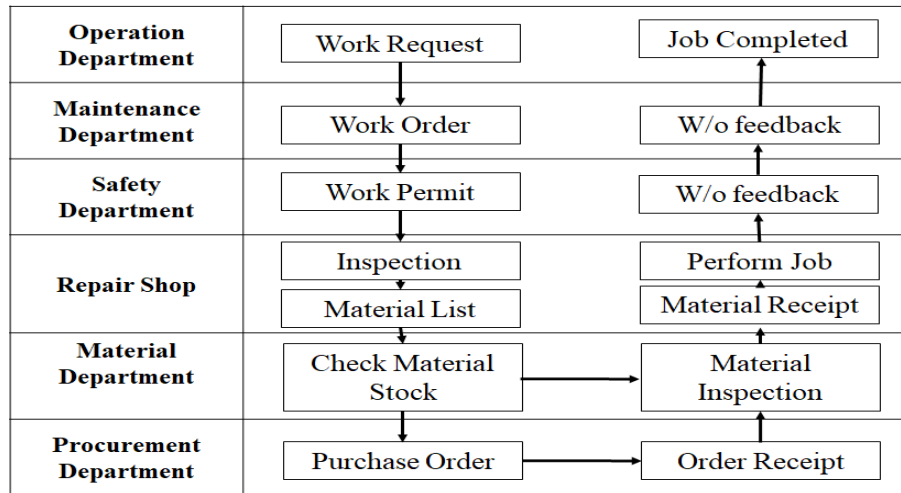 Operation
Department
Work Request
Job Completed
Maintenance
Department
Work Order
W/o feedback
Safety
Department
Work Permit
W/o feedback
Repair Shop
Inspection
Perform Job
Material List
Material Receipt
Material
Department
Check Material
Stock
Material
Inspection
Procurement
Department
Purchase Order
Order Receipt